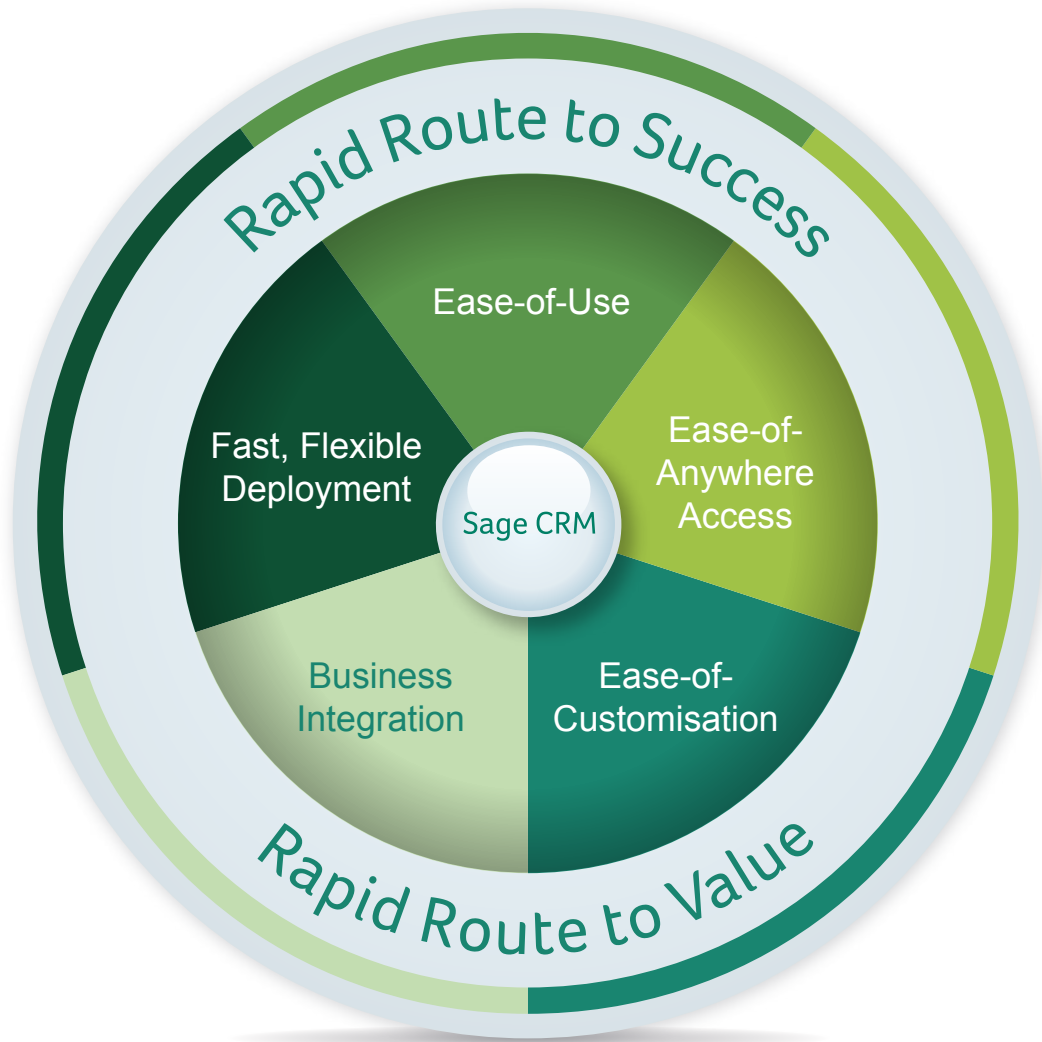 Rapid Route to Success
Ease-of-Use
Fast, Flexible
Deployment
Ease-of-
Anywhere
Access
Sage CRM
Business
Integration
Ease-of-
Customisation
Rapid Route to Value